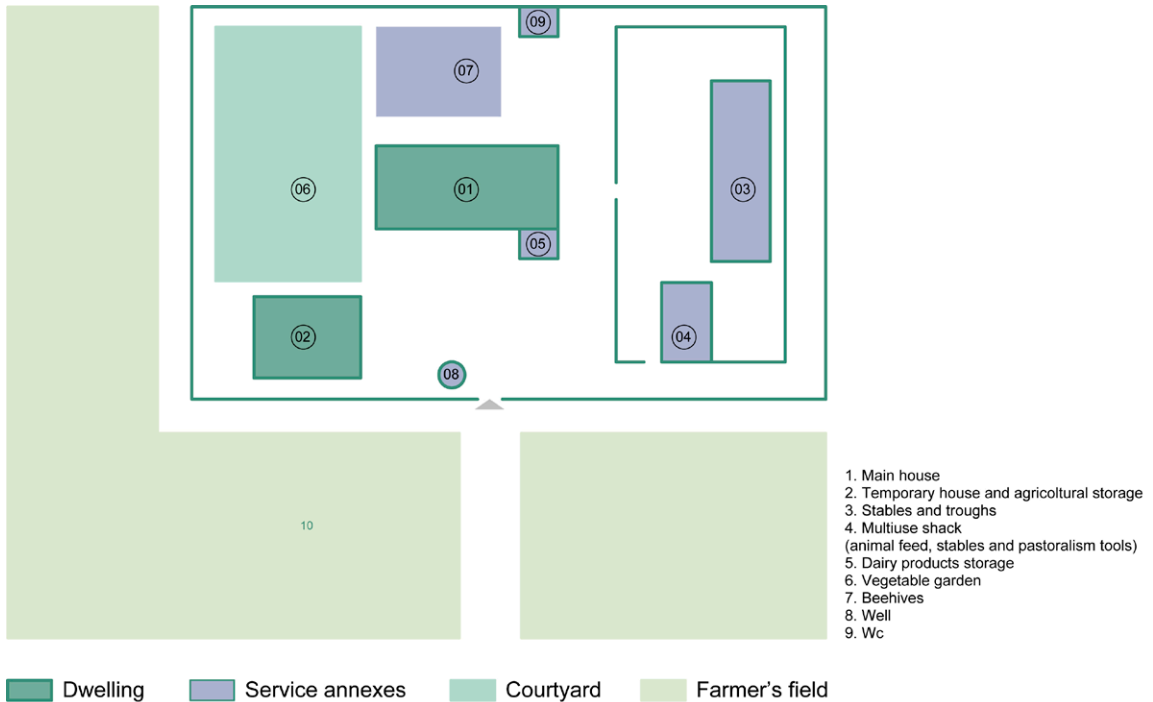 09
07
06
01
03
05
02
04
08
10
1. Main house
2. Temporary house and agricoltural storage
3. Stables and troughs
4. Multiuse shack
(animal feed, stables and pastoralism tools)
5. Dairy products storage
6. Vegetable garden
7. Beehives
8. Well
9. Wc
Dwelling
Service annexes
Courtyard
Farmer's field